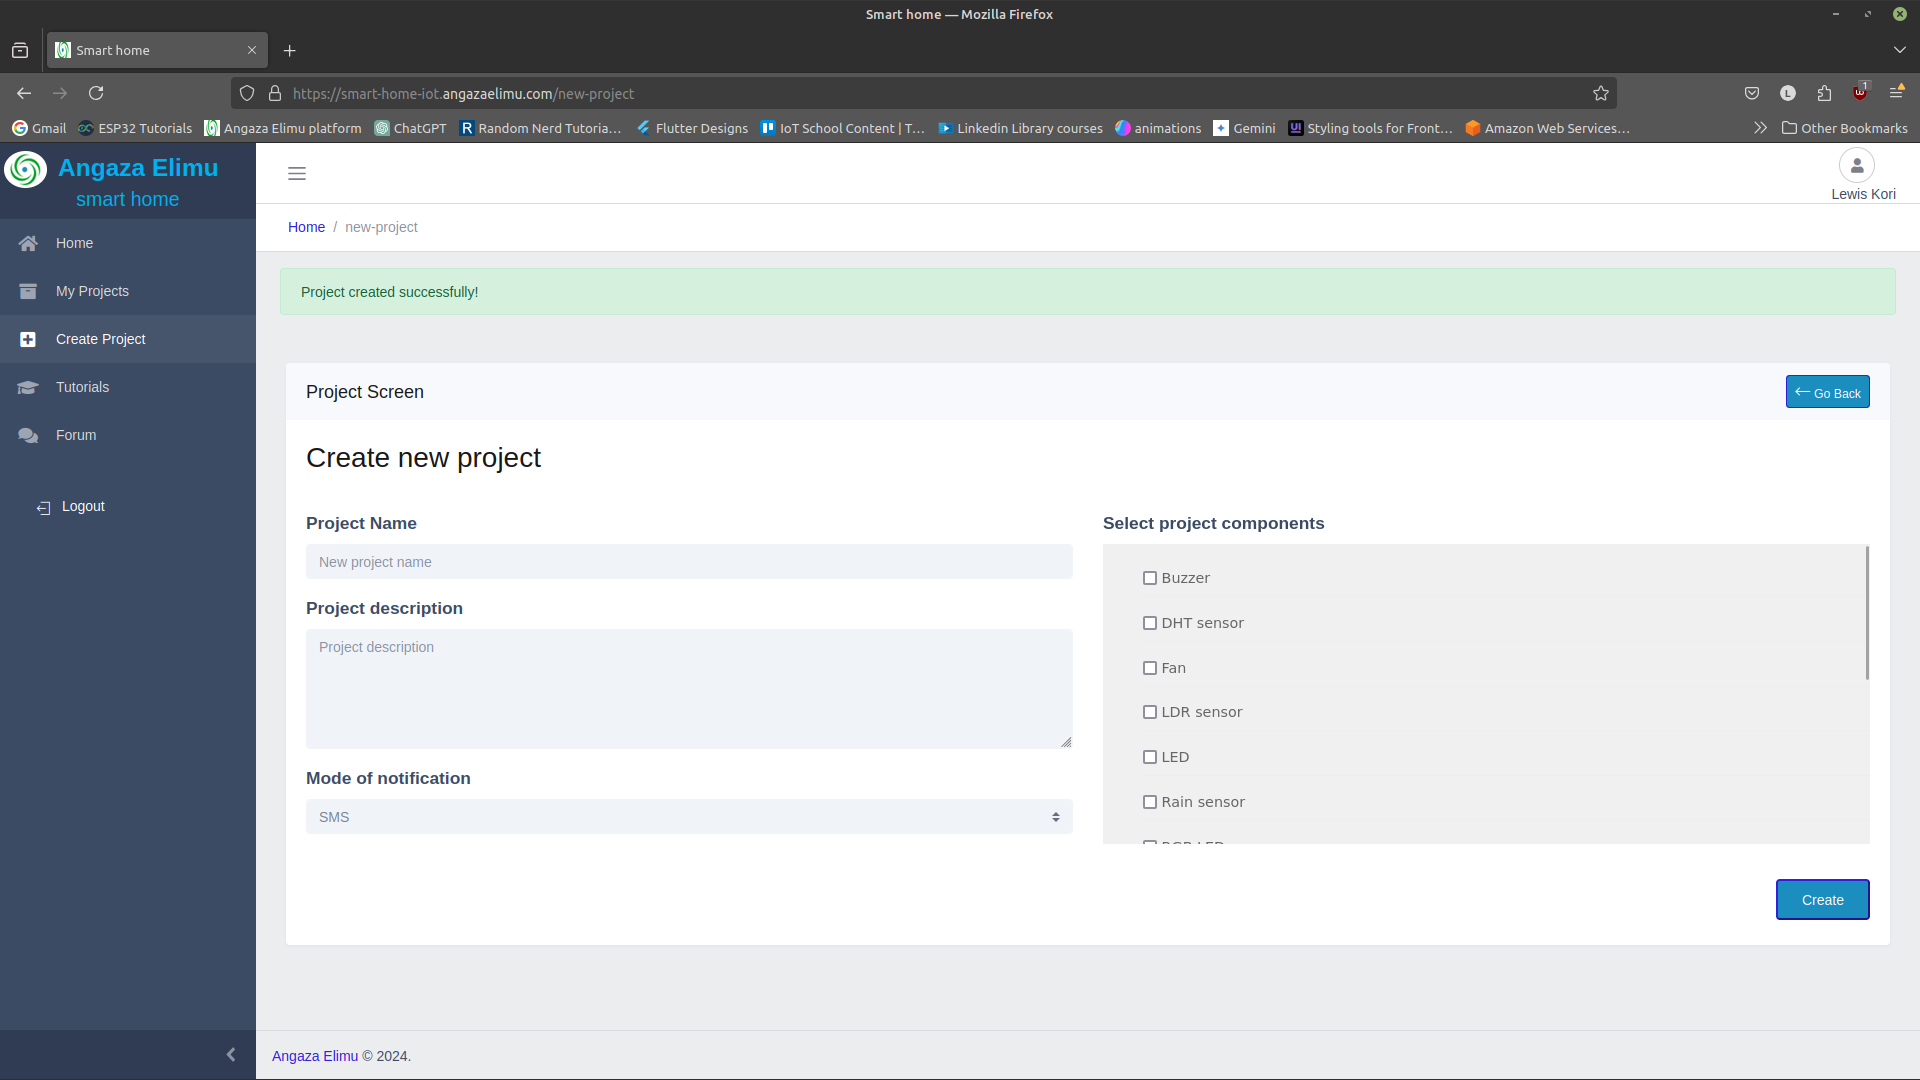 Smart home — Mozilla Firefox
Smart home
https://smart-home-iot.angazaelimu.com/new-project
1
L
Gmail
ESP32 Tutorials
Angaza Elimu platform
ChatGPT
R Random Nerd Tutoria...
Flutter Designs
IoT School Content | T...
Linkedin Library courses
animations
Gemini
UI Styling tools for Front...
Amazon Web Services...
Other Bookmarks
Angaza Elimu
smart home
Lewis Kori
Home / new-project
Home
My Projects
Create Project
Tutorials
Forum
Logout
Project created successfully!
Project Screen
Go Back
Create new project
Project Name
New project name
Project description
Project description
Mode of notification
SMS
Select project components
Buzzer
DHT sensor
Fan
LDR sensor
LED
Rain sensor
RGB LED
Create
Angaza Elimu © 2024.